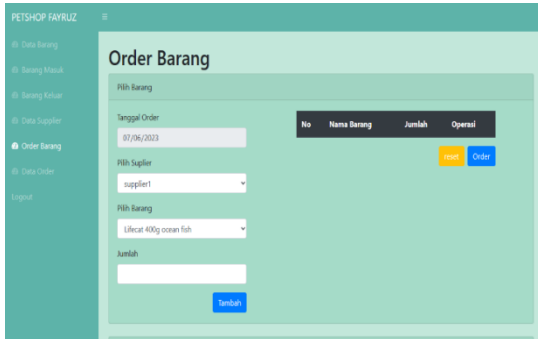 PETSHOP FAYRUZ
Data Barang
Barang Masuk
Barang Keluar
Data Supplier
Order Barang
Data Order
Logout
Order Barang
Pilih Barang
Tanggal Order
07/06/2023
Pilih Suplier
supplier1
Pilih Barang
Lifecat 400g ocean fish
Jumlah
Tambah
No Nama Barang Jumlah Operasi
reset Order